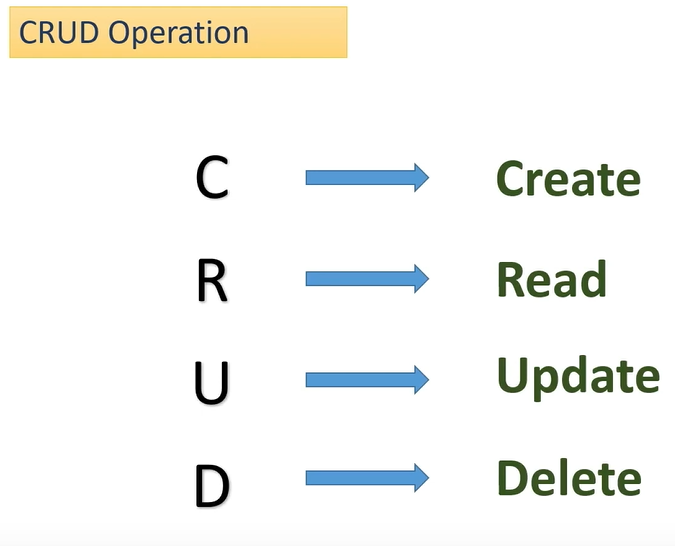 CRUD Operation
C Create
R Read
U Update
D Delete